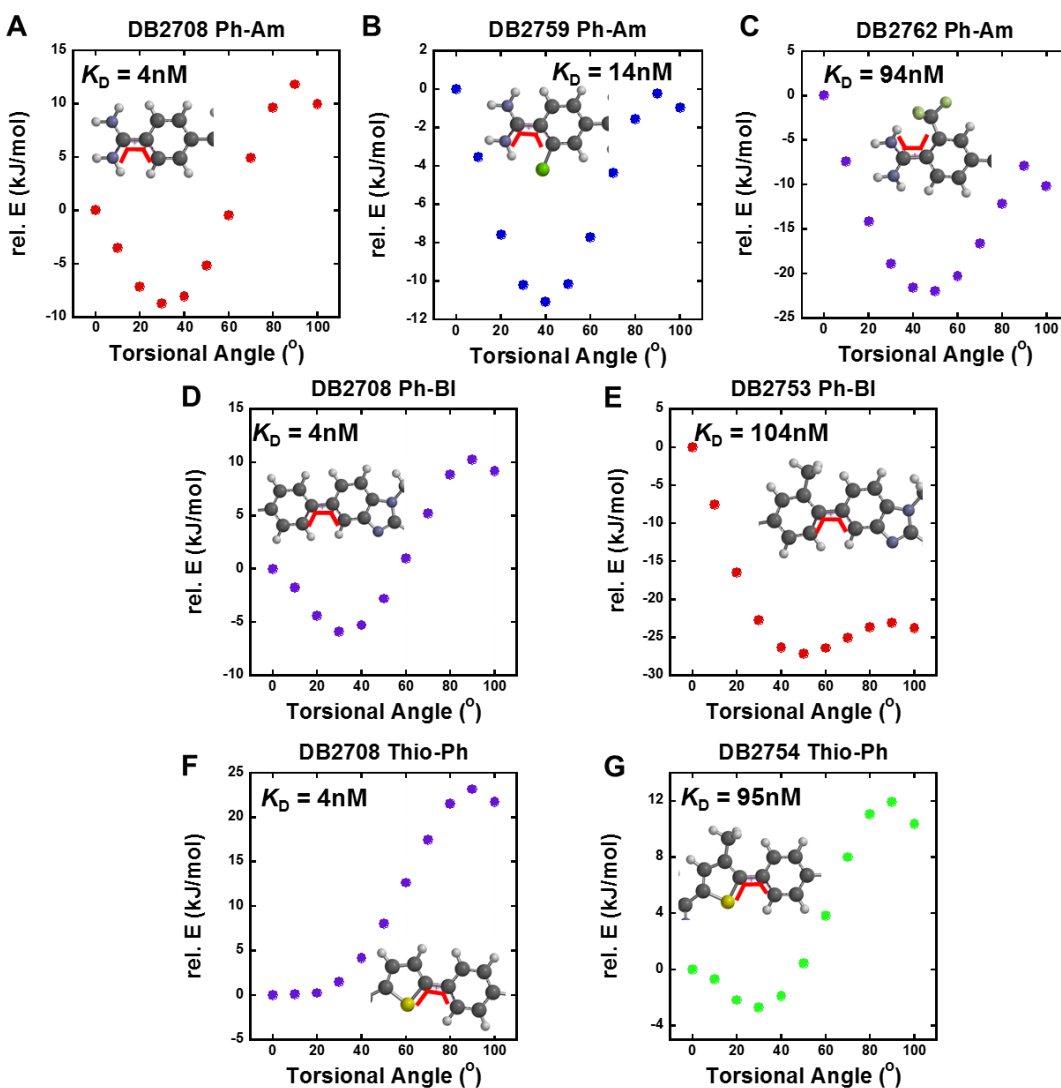 A
DB2708 Ph-Am
K_D = 4nM
rel. E (kJ/mol)
15
10
5
0
-5
-10
0 20 40 60 80 100
Torsional Angle (°)
B
DB2759 Ph-Am
K_D = 14nM
rel. E (kJ/mol)
2
0
-2
-4
-6
-8
-10
-12
0 20 40 60 80 100
Torsional Angle (°)
C
DB2762 Ph-Am
K_D = 94nM
rel. E (kJ/mol)
5
0
-5
-10
-15
-20
-25
0 20 40 60 80 100
Torsional Angle (°)
D
DB2708 Ph-BI
K_D = 4nM
rel. E (kJ/mol)
15
10
5
0
-5
-10
0 20 40 60 80 100
Torsional Angle (°)
E
DB2753 Ph-BI
K_D = 104nM
rel. E (kJ/mol)
5
0
-5
-10
-15
-20
-25
-30
0 20 40 60 80 100
Torsional Angle (°)
F
DB2708 Thio-Ph
K_D = 4nM
rel. E (kJ/mol)
25
20
15
10
5
0
-5
0 20 40 60 80 100
Torsional Angle (°)
G
DB2754 Thio-Ph
K_D = 95nM
rel. E (kJ/mol)
12
8
4
0
-4
0 20 40 60 80 100
Torsional Angle (°)